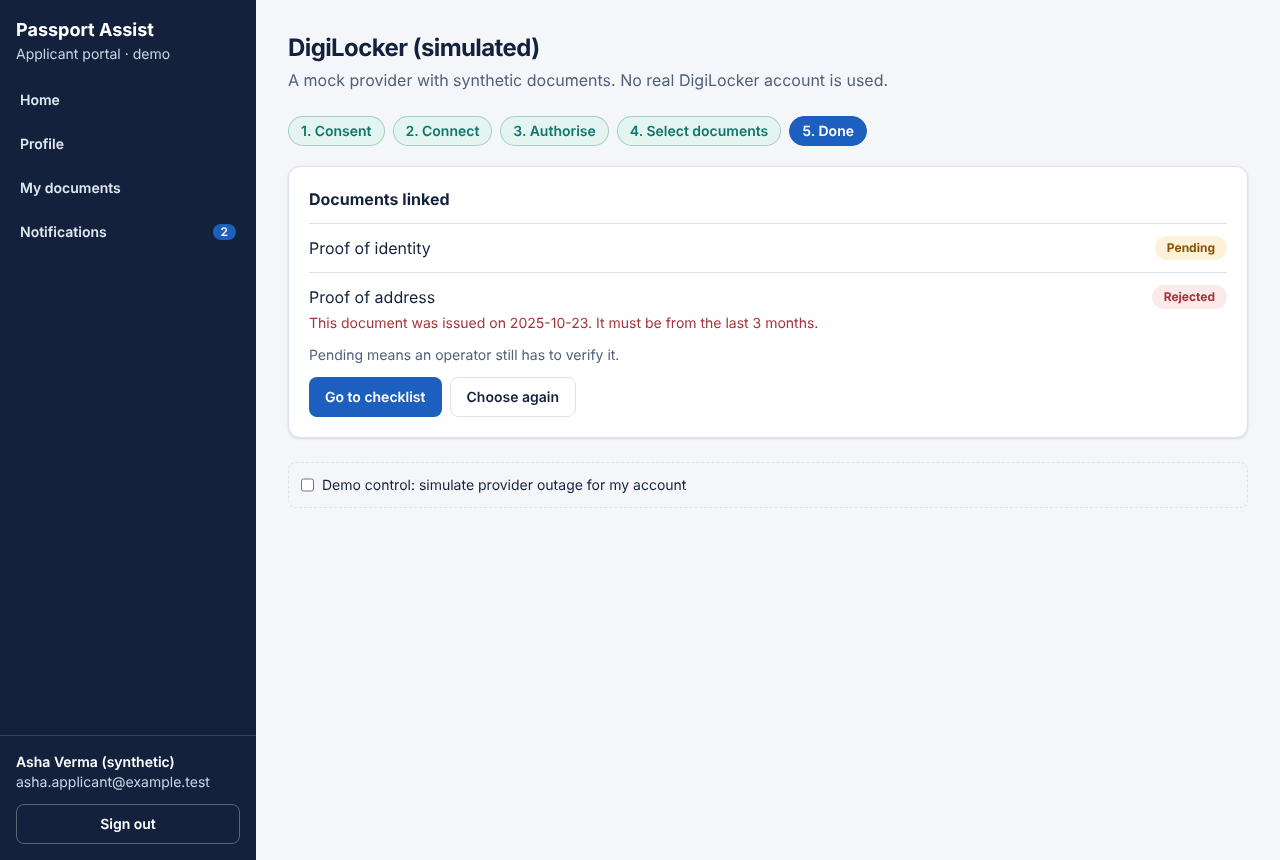 Passport Assist
Applicant portal · demo
Home
Profile
My documents
Notifications 2
Asha Verma (synthetic)
asha.applicant@example.test
Sign out
DigiLocker (simulated)
A mock provider with synthetic documents. No real DigiLocker account is used.
1. Consent 2. Connect 3. Authorise 4. Select documents 5. Done
Documents linked
Proof of identity Pending
Proof of address Rejected
This document was issued on 2025-10-23. It must be from the last 3 months.
Pending means an operator still has to verify it.
Go to checklist Choose again
Demo control: simulate provider outage for my account